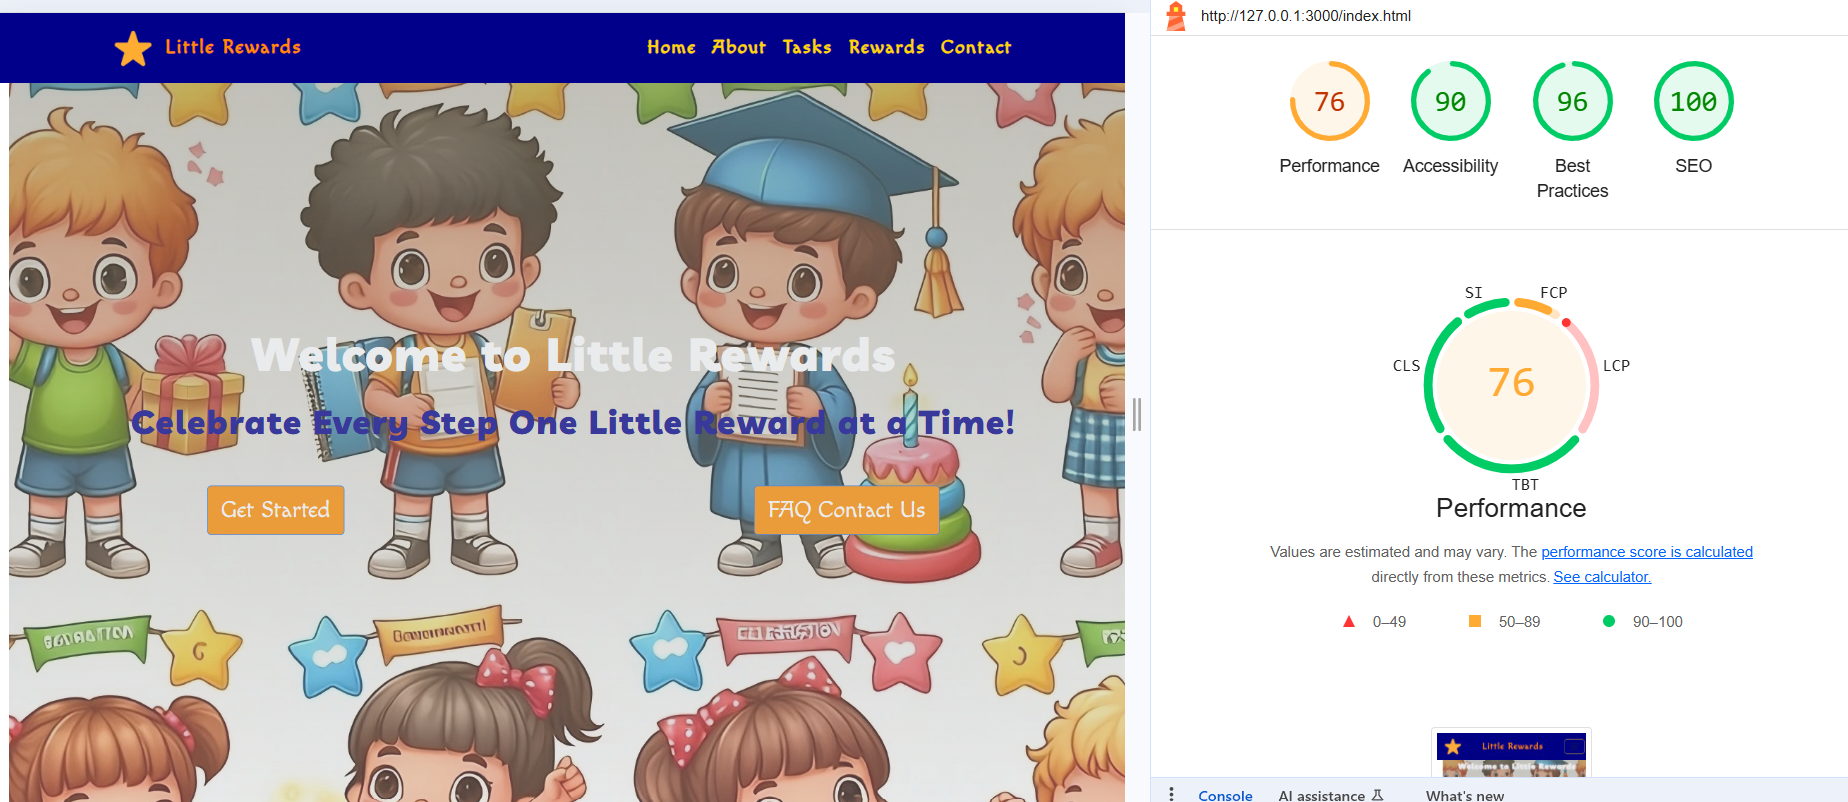 Little Rewards
Home About Tasks Rewards Contact
Welcome to Little Rewards
Celebrate Every Step One Little Reward at a Time!
Get Started
FAQ Contact Us
http://127.0.0.1:3000/index.html
76 90 96 100
Performance Accessibility Best Practices SEO
SI FCP
CLS LCP
76
TBT
Performance
Values are estimated and may vary. The performance score is calculated
directly from these metrics. See calculator.
0–49 50–89 90–100
Little Rewards
Welcome to Little Rewards
Console AI assistance What's new